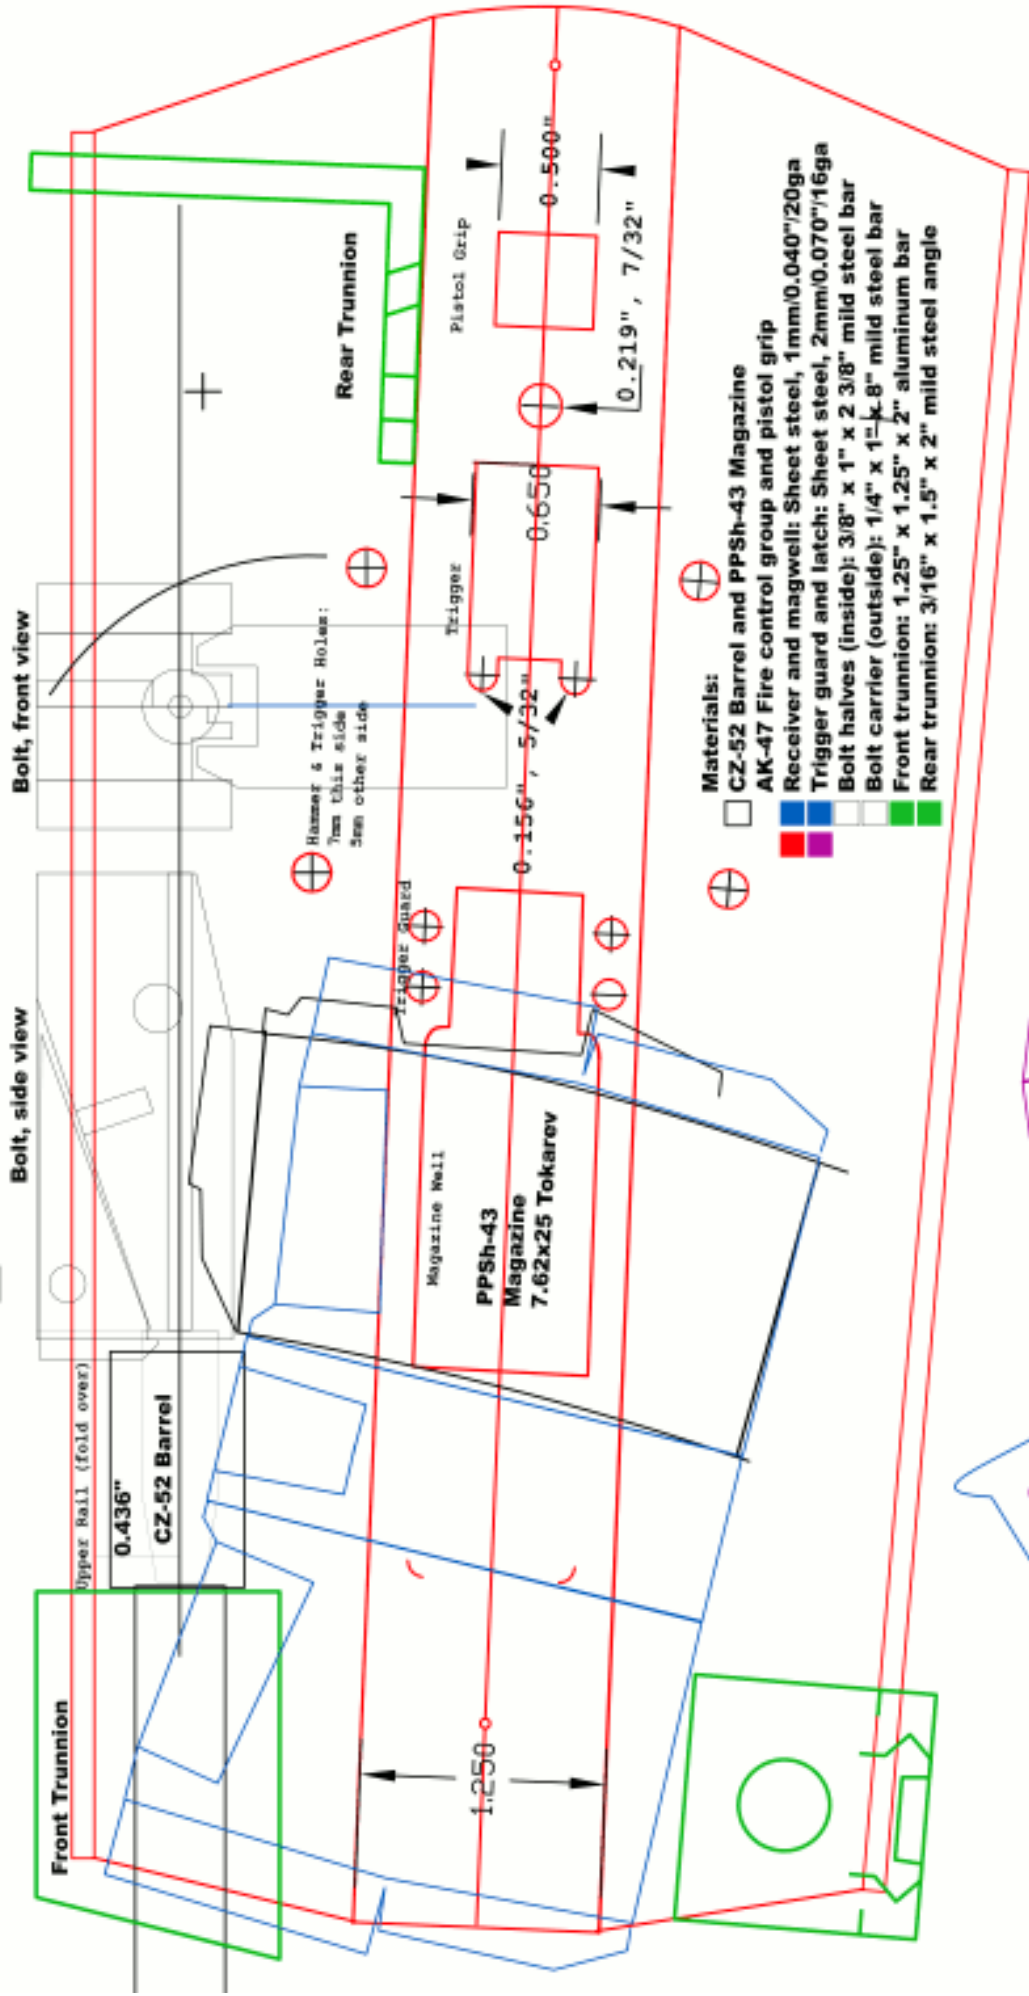 Bolt, front view
Bolt, side view
Front Trunnion
Upper Rail (fold over)
0.436"
CZ-52 Barrel
Rear Trunnion
Hammer & Trigger Holes:
7mm this side
5mm other side
Trigger Guard
Magazine Well
Trigger
Pistol Grip
PPSh-43
Magazine
7.62x25 Tokarev
1.250
0.156", 5/32"
0.650
0.500"
0.219", 7/32"
Materials:
CZ-52 Barrel and PPSh-43 Magazine
AK-47 Fire control group and pistol grip
Receiver and magwell: Sheet steel, 1mm/0.040"/20ga
Trigger guard and latch: Sheet steel, 2mm/0.070"/16ga
Bolt halves (inside): 3/8" x 1" x 2 3/8" mild steel bar
Bolt carrier (outside): 1/4" x 1" x 8" mild steel bar
Front trunnion: 1.25" x 1.25" x 2" aluminum bar
Rear trunnion: 3/16" x 1.5" x 2" mild steel angle